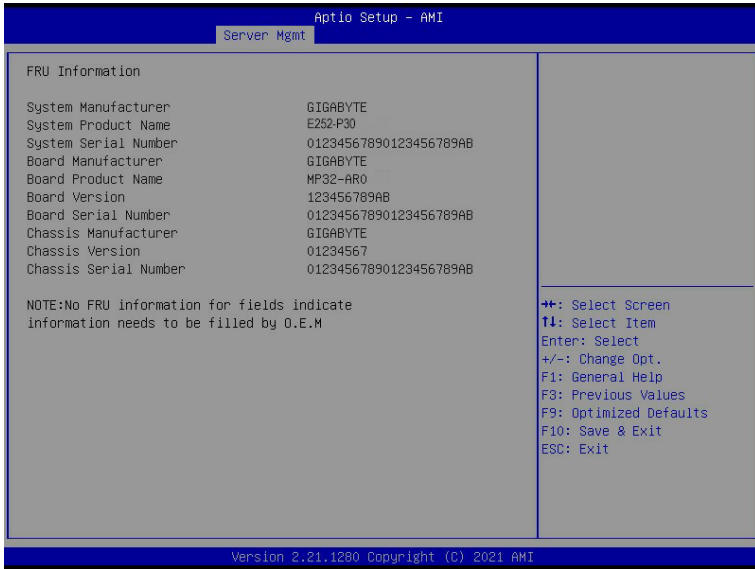 Aptio Setup - AMI
Server Mgmt
FRU Information
System Manufacturer GIGABYTE
System Product Name E252-P30
System Serial Number 01234567890123456789AB
Board Manufacturer GIGABYTE
Board Product Name MP32-AR0
Board Version 123456789AB
Board Serial Number 01234567890123456789AB
Chassis Manufacturer GIGABYTE
Chassis Version 01234567
Chassis Serial Number 01234567890123456789AB
NOTE:No FRU information for fields indicate
information needs to be filled by O.E.M
→←: Select Screen
↑↓: Select Item
Enter: Select
+/-: Change Opt.
F1: General Help
F3: Previous Values
F9: Optimized Defaults
F10: Save & Exit
ESC: Exit
Version 2.21.1280 Copyright (C) 2021 AMI